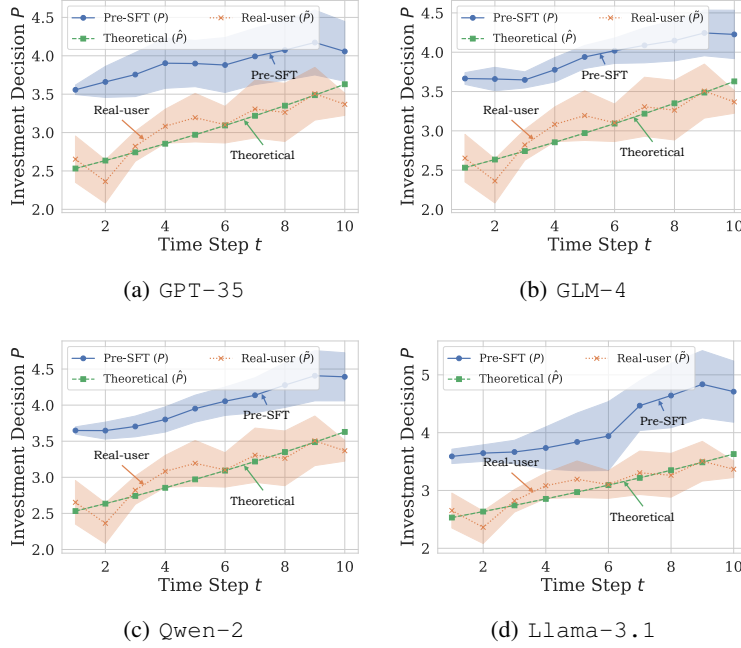 Investment Decision P
4.5
4.0
3.5
3.0
2.5
2.0
Pre-SFT (P)
Theoretical (P̂)
Real-user (P̃)
Pre-SFT
Real-user
Theoretical
2 4 6 8 10
Time Step t
(a) GPT-35
Investment Decision P
4.5
4.0
3.5
3.0
2.5
2.0
Pre-SFT (P)
Theoretical (P̂)
Real-user (P̃)
Pre-SFT
Real-user
Theoretical
2 4 6 8 10
Time Step t
(b) GLM-4
Investment Decision P
4.5
4.0
3.5
3.0
2.5
2.0
Pre-SFT (P)
Theoretical (P̂)
Real-user (P̃)
Pre-SFT
Real-user
Theoretical
2 4 6 8 10
Time Step t
(c) Qwen-2
Investment Decision P
5
4
3
2
Pre-SFT (P)
Theoretical (P̂)
Real-user (P̃)
Pre-SFT
Real-user
Theoretical
2 4 6 8 10
Time Step t
(d) Llama-3.1